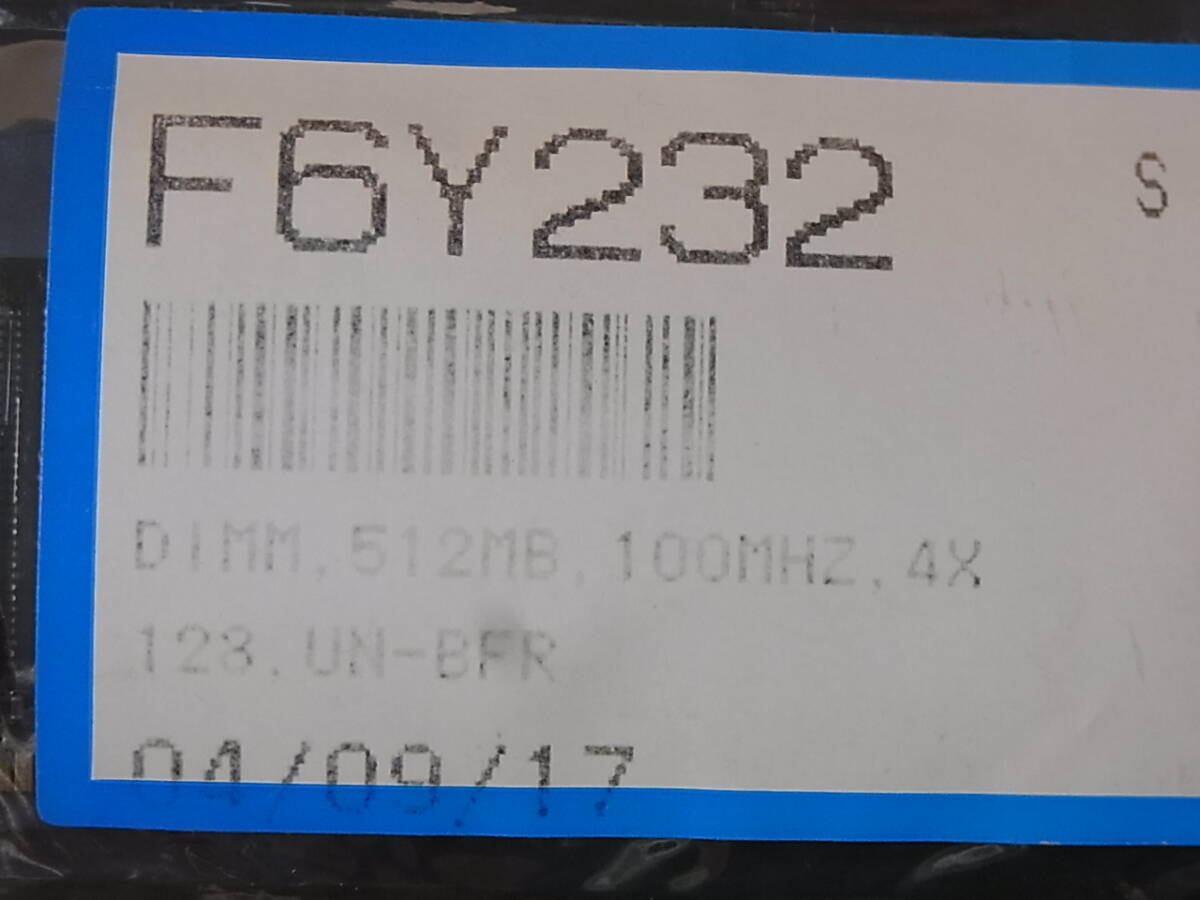 F6Y232 S
DIMM,512MB,100MHZ,4X
128,UN-BFR
04/09/17